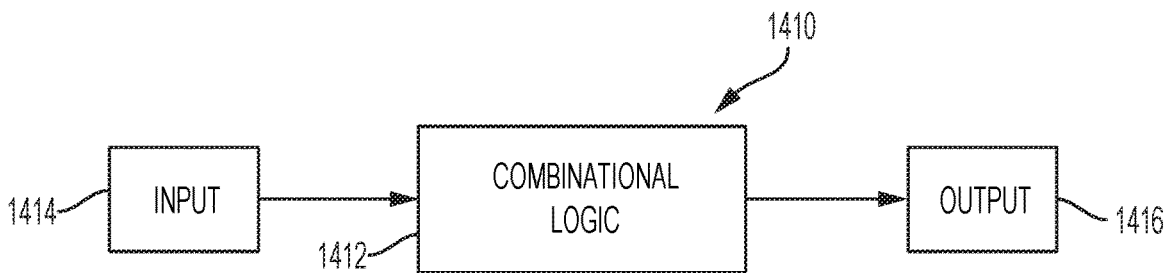 1410
INPUT
COMBINATIONAL
LOGIC
OUTPUT
1414
1412
1416